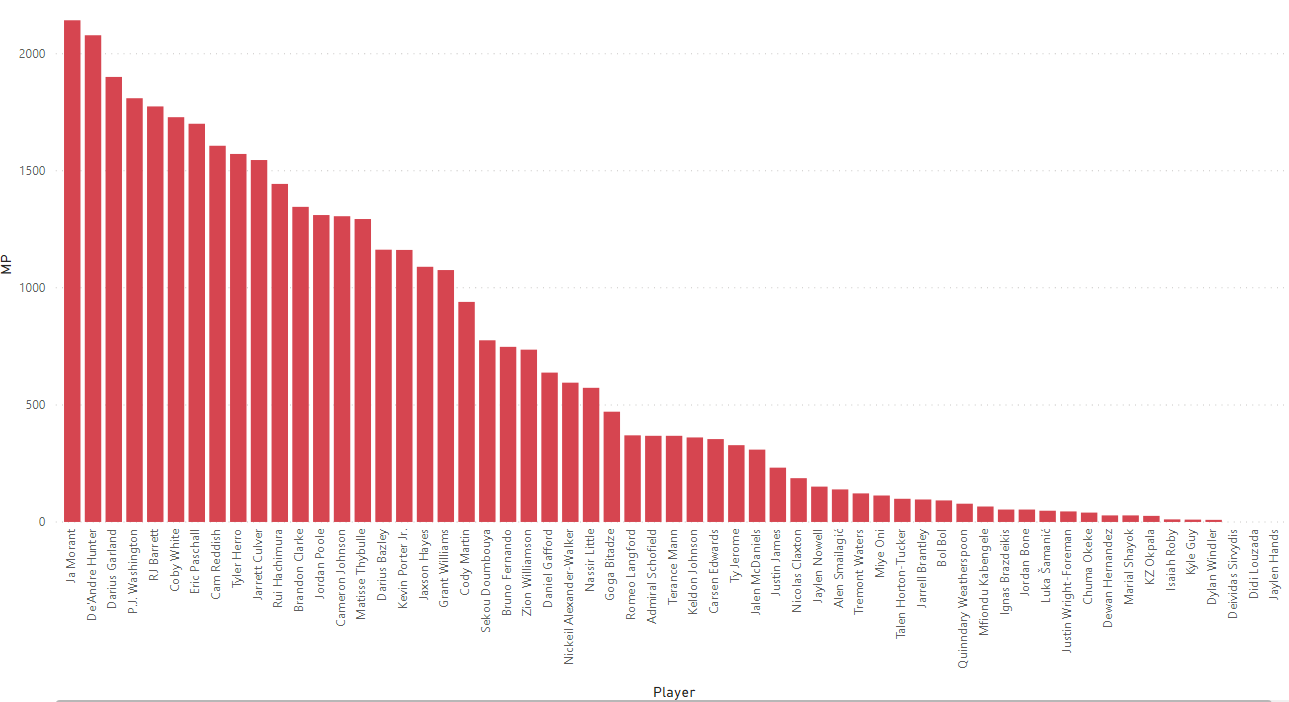 2000
1500
1000
500
0
MP
Ja Morant
De'Andre Hunter
Darius Garland
P.J. Washington
RJ Barrett
Coby White
Eric Paschall
Cam Reddish
Tyler Herro
Jarrett Culver
Rui Hachimura
Brandon Clarke
Jordan Poole
Cameron Johnson
Matisse Thybulle
Darius Bazley
Kevin Porter Jr.
Jaxson Hayes
Grant Williams
Cody Martin
Sekou Doumbouya
Bruno Fernando
Zion Williamson
Daniel Gafford
Nickeil Alexander-Walker
Nassir Little
Goga Bitadze
Romeo Langford
Admiral Schofield
Terance Mann
Keldon Johnson
Carsen Edwards
Ty Jerome
Jalen McDaniels
Justin James
Nicolas Claxton
Jaylen Nowell
Alen Smailagić
Tremont Waters
Miye Oni
Talen Horton-Tucker
Jarrell Brantley
Bol Bol
Quinndary Weatherspoon
Mfiondu Kabengele
Ignas Brazdeikis
Jordan Bone
Luka Šamanić
Justin Wright-Foreman
Chuma Okeke
Dewan Hernandez
Marial Shayok
KZ Okpala
Isaiah Roby
Kyle Guy
Dylan Windler
Deividas Sirvydis
Didi Louzada
Jaylen Hands
Player